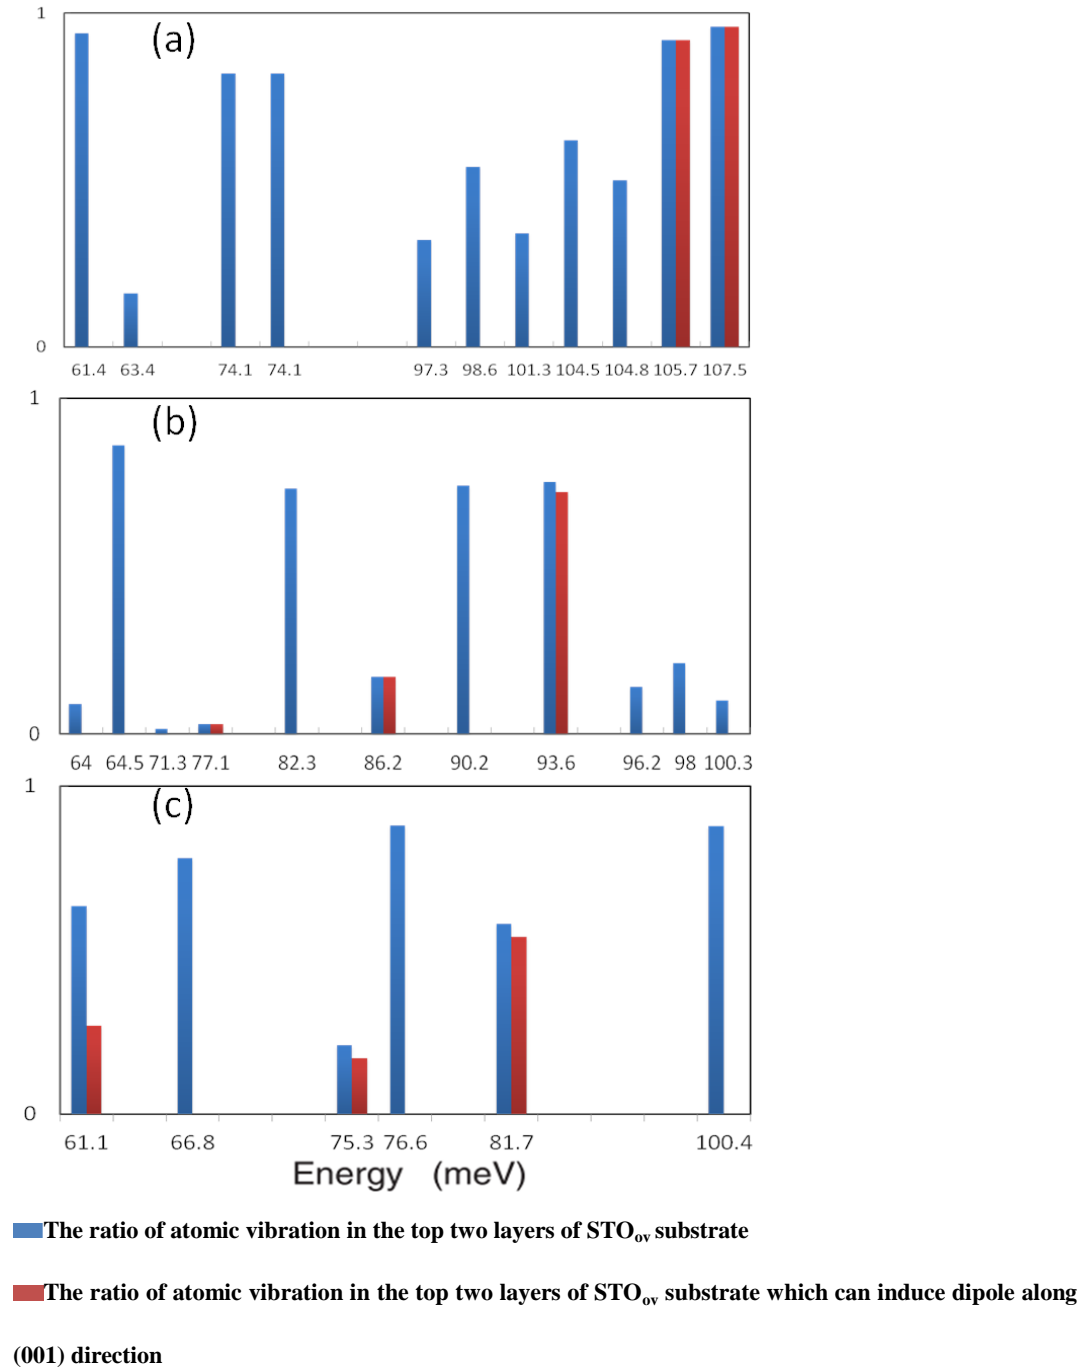 1
(a)
0
61.4 63.4 74.1 74.1 97.3 98.6 101.3 104.5 104.8 105.7 107.5
1
(b)
0
64 64.5 71.3 77.1 82.3 86.2 90.2 93.6 96.2 98 100.3
1
(c)
0
61.1 66.8 75.3 76.6 81.7 100.4
Energy (meV)
The ratio of atomic vibration in the top two layers of STOov substrate
The ratio of atomic vibration in the top two layers of STOov substrate which can induce dipole along
(001) direction